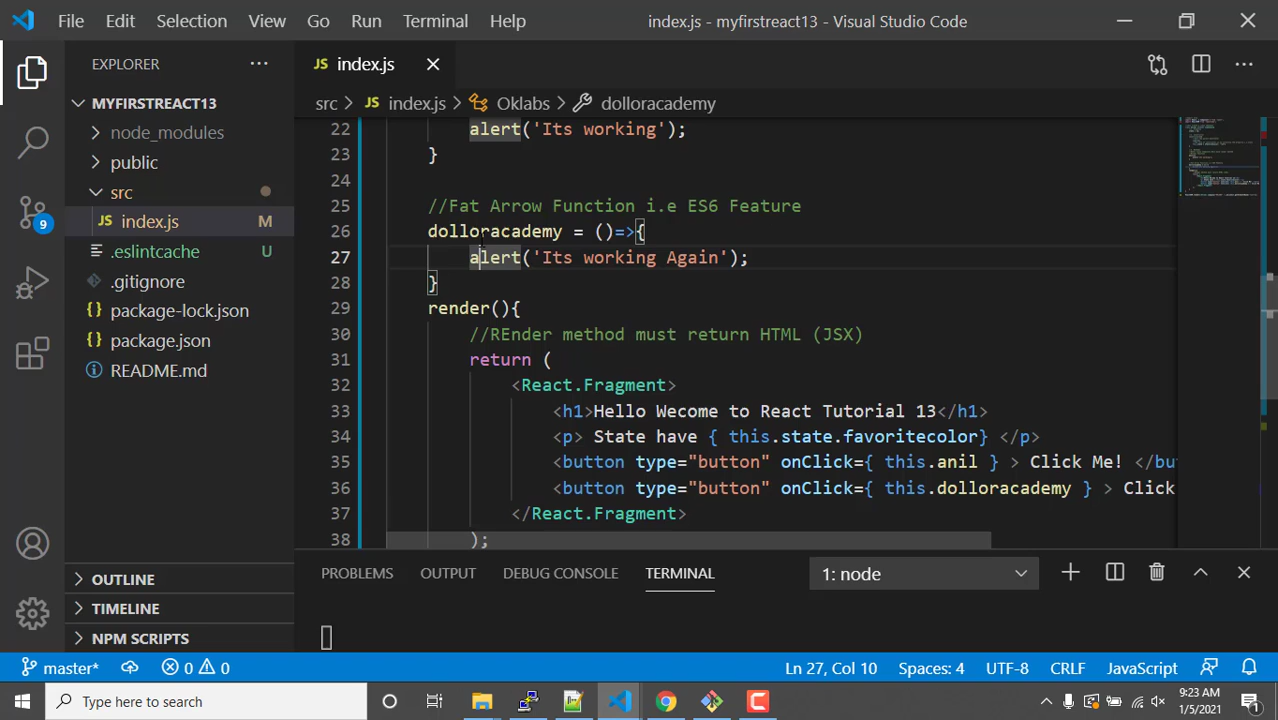 File Edit Selection View Go Run Terminal Help index.js - myfirstreact13 - Visual Studio Code
EXPLORER
MYFIRSTREACT13
node_modules
public
src
JS index.js M
.eslintcache
.gitignore
{} package-lock.json
{} package.json
README.md
OUTLINE
TIMELINE
NPM SCRIPTS
9
JS index.js
src > JS index.js > Oklabs > dolloracademy
22 alert('Its working');
23 }
24
25 //Fat Arrow Function i.e ES6 Feature
26 dolloracademy = ()=>{
27 alert('Its working Again');
28 }
29 render(){
30 //REnder method must return HTML (JSX)
31 return (
32 <React.Fragment>
33 <h1>Hello Wecome to React Tutorial 13</h1>
34 <p> State have { this.state.favoritecolor} </p>
35 <button type="button" onClick={ this.anil } > Click Me! </but
36 <button type="button" onClick={ this.dolloracademy } > Click
37 </React.Fragment>
38 );
PROBLEMS OUTPUT DEBUG CONSOLE TERMINAL 1: node
master* 0 0 Ln 27, Col 10 Spaces: 4 UTF-8 CRLF JavaScript
Type here to search
9:23 AM
1/5/2021
1